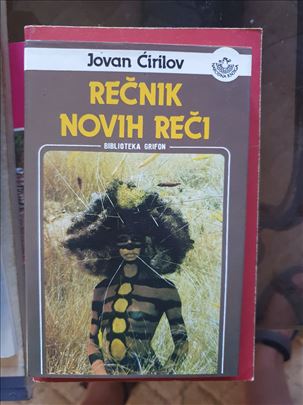 Jovan Ćirilov
REČNIK
NOVIH REČI
BIBLIOTEKA GRIFON